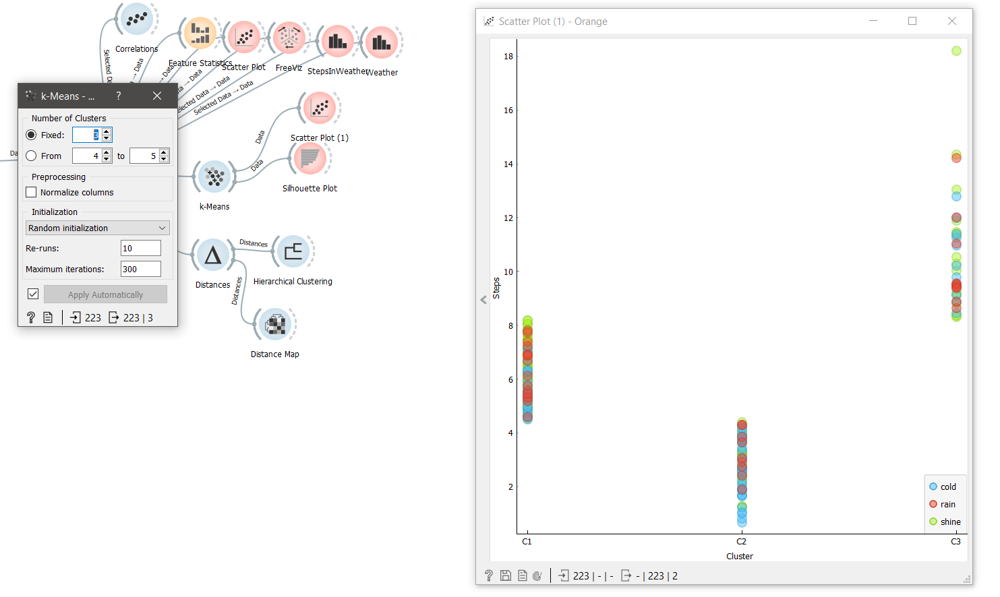 Correlations
Feature Statistics
Scatter Plot
FreeViz
StepsInWeather
Weather
Selected Da
→ Data
→ Data
ta → Data
elected Data → Data
Selected Data → Data
k-Means - ...
?
Number of Clusters
Fixed:
3
From
4
to
5
Preprocessing
Normalize columns
Initialization
Random initialization
Re-runs:
10
Maximum iterations:
300
Apply Automatically
?
223
223 | 3
Da
Data
Data
Scatter Plot (1)
Silhouette Plot
k-Means
Distances
Distances
Distances
Hierarchical Clustering
Distance Map
Scatter Plot (1) - Orange
18
16
14
12
10
8
6
4
2
Steps
C1
C2
C3
Cluster
cold
rain
shine
?
223 | - | -
- | 223 | 2